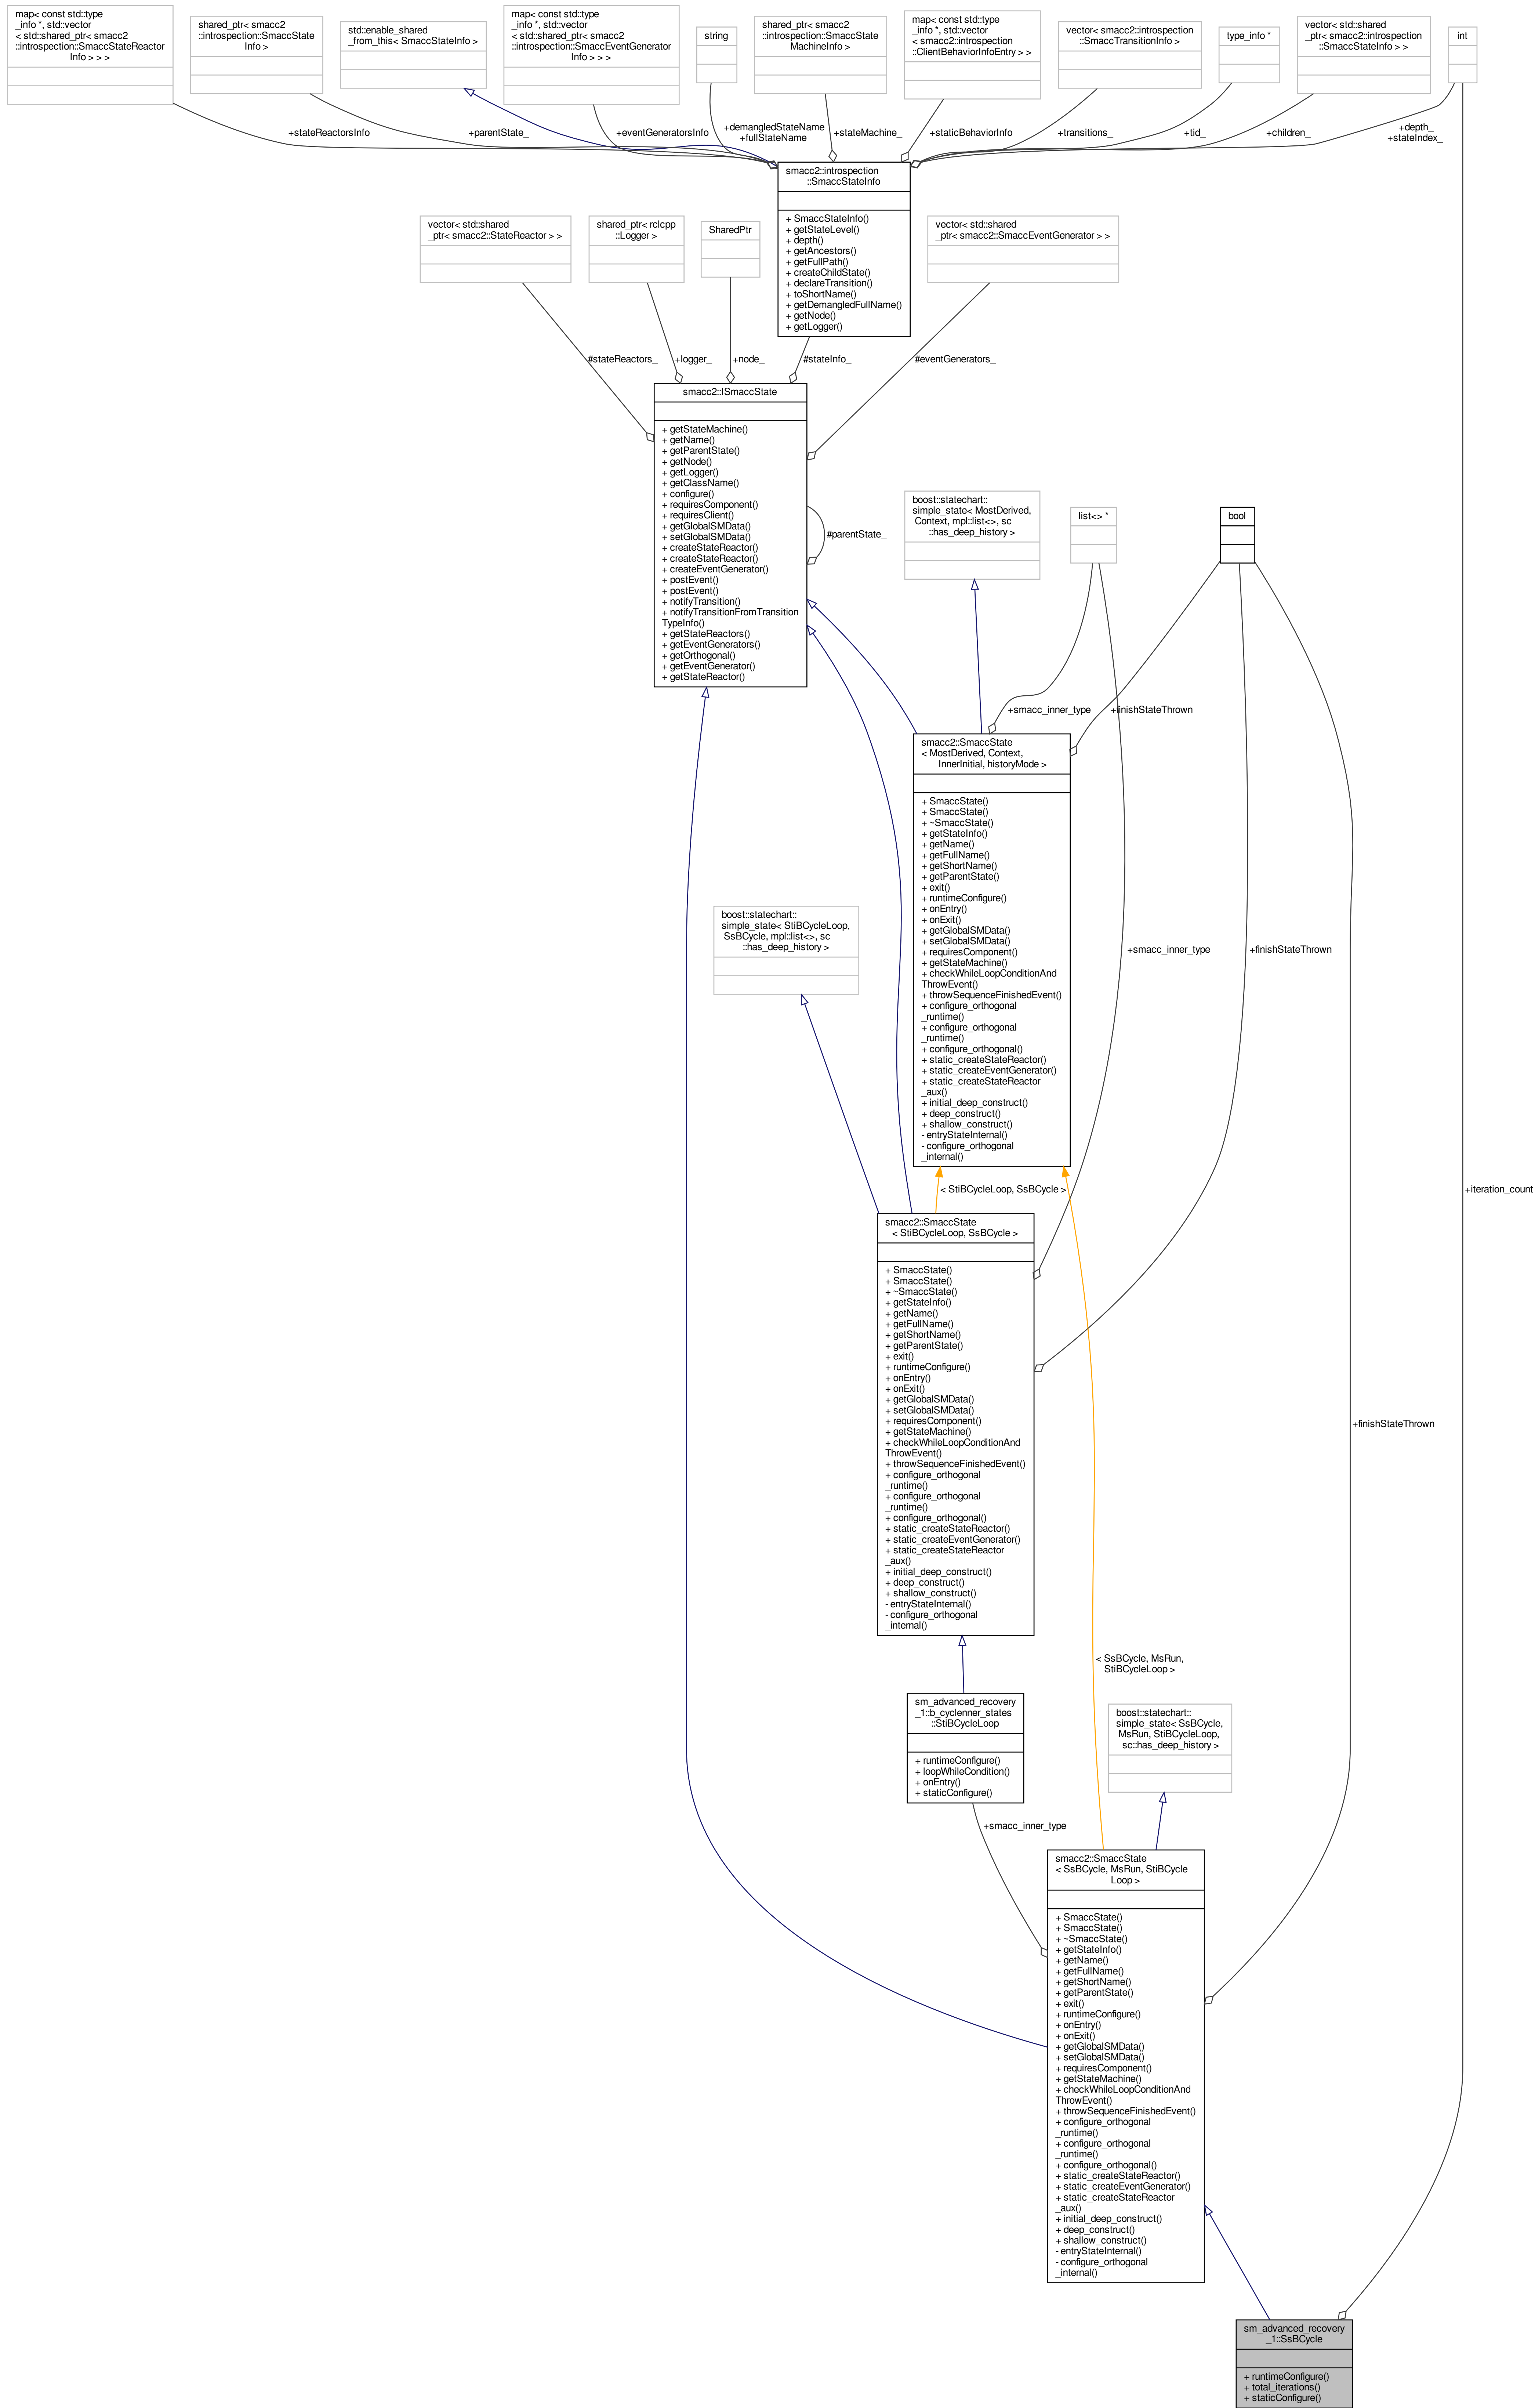 map< const std::type
_info *, std::vector
< std::shared_ptr< smacc2
::introspection::SmaccStateReactor
Info > > >
shared_ptr< smacc2
::introspection::SmaccState
Info >
std::enable_shared
_from_this< SmaccStateInfo >
map< const std::type
_info *, std::vector
< std::shared_ptr< smacc2
::introspection::SmaccEventGenerator
Info > > >
string
shared_ptr< smacc2
::introspection::SmaccState
MachineInfo >
map< const std::type
_info *, std::vector
< smacc2::introspection
::ClientBehaviorInfoEntry > >
vector< smacc2::introspection
::SmaccTransitionInfo >
type_info *
vector< std::shared
_ptr< smacc2::introspection
::SmaccStateInfo > >
int
+stateReactorsInfo
+parentState_
+eventGeneratorsInfo
+demangledStateName
+fullStateName
+stateMachine_
+staticBehaviorInfo
+transitions_
+tid_
+children_
+depth_
+stateIndex_
smacc2::introspection
::SmaccStateInfo
+ SmaccStateInfo()
+ getStateLevel()
+ depth()
+ getAncestors()
+ getFullPath()
+ createChildState()
+ declareTransition()
+ toShortName()
+ getDemangledFullName()
+ getNode()
+ getLogger()
vector< std::shared
_ptr< smacc2::StateReactor > >
shared_ptr< rclcpp
::Logger >
SharedPtr
vector< std::shared
_ptr< smacc2::SmaccEventGenerator > >
#stateReactors_
+logger_
+node_
#stateInfo_
#eventGenerators_
smacc2::ISmaccState
+ getStateMachine()
+ getName()
+ getParentState()
+ getNode()
+ getLogger()
+ getClassName()
+ configure()
+ requiresComponent()
+ requiresClient()
+ getGlobalSMData()
+ setGlobalSMData()
+ createStateReactor()
+ createStateReactor()
+ createEventGenerator()
+ postEvent()
+ postEvent()
+ notifyTransition()
+ notifyTransitionFromTransition
TypeInfo()
+ getStateReactors()
+ getEventGenerators()
+ getOrthogonal()
+ getEventGenerator()
+ getStateReactor()
#parentState_
boost::statechart::
simple_state< MostDerived,
Context, mpl::list<>, sc
::has_deep_history >
list<> *
bool
+smacc_inner_type
+finishStateThrown
smacc2::SmaccState
< MostDerived, Context,
InnerInitial, historyMode >
+ SmaccState()
+ SmaccState()
+ ~SmaccState()
+ getStateInfo()
+ getName()
+ getFullName()
+ getShortName()
+ getParentState()
+ exit()
+ runtimeConfigure()
+ onEntry()
+ onExit()
+ getGlobalSMData()
+ setGlobalSMData()
+ requiresComponent()
+ getStateMachine()
+ checkWhileLoopConditionAnd
ThrowEvent()
+ throwSequenceFinishedEvent()
+ configure_orthogonal
_runtime()
+ configure_orthogonal
_runtime()
+ configure_orthogonal()
+ static_createStateReactor()
+ static_createEventGenerator()
+ static_createStateReactor
_aux()
+ initial_deep_construct()
+ deep_construct()
+ shallow_construct()
- entryStateInternal()
- configure_orthogonal
_internal()
boost::statechart::
simple_state< StiBCycleLoop,
SsBCycle, mpl::list<>, sc
::has_deep_history >
+smacc_inner_type
+finishStateThrown
< StiBCycleLoop, SsBCycle >
+iteration_count
smacc2::SmaccState
< StiBCycleLoop, SsBCycle >
+ SmaccState()
+ SmaccState()
+ ~SmaccState()
+ getStateInfo()
+ getName()
+ getFullName()
+ getShortName()
+ getParentState()
+ exit()
+ runtimeConfigure()
+ onEntry()
+ onExit()
+ getGlobalSMData()
+ setGlobalSMData()
+ requiresComponent()
+ getStateMachine()
+ checkWhileLoopConditionAnd
ThrowEvent()
+ throwSequenceFinishedEvent()
+ configure_orthogonal
_runtime()
+ configure_orthogonal
_runtime()
+ configure_orthogonal()
+ static_createStateReactor()
+ static_createEventGenerator()
+ static_createStateReactor
_aux()
+ initial_deep_construct()
+ deep_construct()
+ shallow_construct()
- entryStateInternal()
- configure_orthogonal
_internal()
+finishStateThrown
< SsBCycle, MsRun,
StiBCycleLoop >
sm_advanced_recovery
_1::b_cyclenner_states
::StiBCycleLoop
+ runtimeConfigure()
+ loopWhileCondition()
+ onEntry()
+ staticConfigure()
boost::statechart::
simple_state< SsBCycle,
MsRun, StiBCycleLoop,
sc::has_deep_history >
+smacc_inner_type
smacc2::SmaccState
< SsBCycle, MsRun, StiBCycle
Loop >
+ SmaccState()
+ SmaccState()
+ ~SmaccState()
+ getStateInfo()
+ getName()
+ getFullName()
+ getShortName()
+ getParentState()
+ exit()
+ runtimeConfigure()
+ onEntry()
+ onExit()
+ getGlobalSMData()
+ setGlobalSMData()
+ requiresComponent()
+ getStateMachine()
+ checkWhileLoopConditionAnd
ThrowEvent()
+ throwSequenceFinishedEvent()
+ configure_orthogonal
_runtime()
+ configure_orthogonal
_runtime()
+ configure_orthogonal()
+ static_createStateReactor()
+ static_createEventGenerator()
+ static_createStateReactor
_aux()
+ initial_deep_construct()
+ deep_construct()
+ shallow_construct()
- entryStateInternal()
- configure_orthogonal
_internal()
sm_advanced_recovery
_1::SsBCycle
+ runtimeConfigure()
+ total_iterations()
+ staticConfigure()